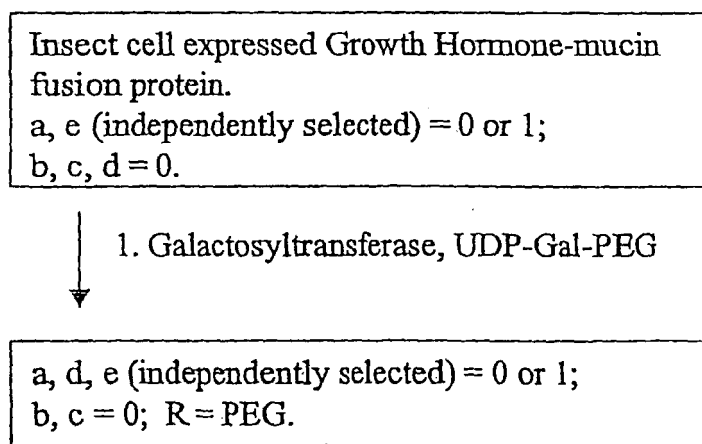 Insect cell expressed Growth Hormone-mucin
fusion protein.
a, e (independently selected) = 0 or 1;
b, c, d = 0.
1. Galactosyltransferase, UDP-Gal-PEG
a, d, e (independently selected) = 0 or 1;
b, c = 0; R = PEG.